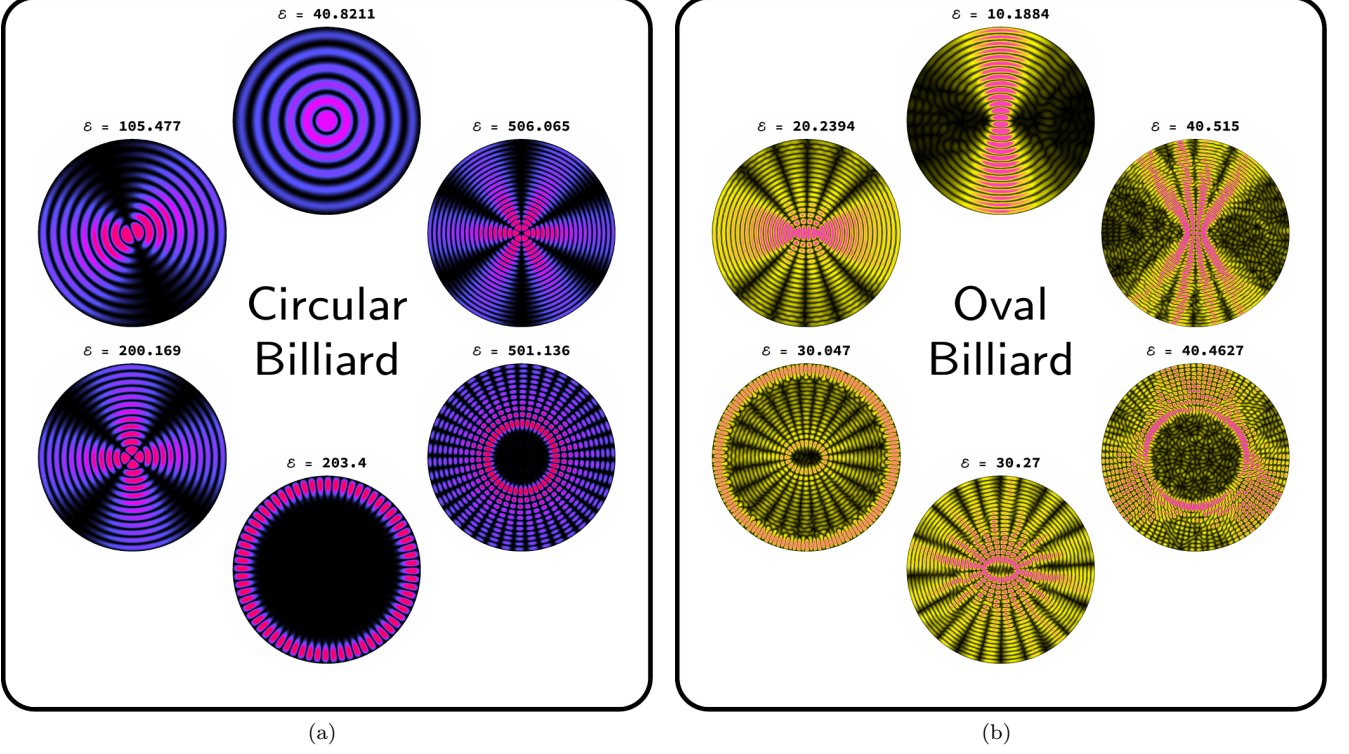 ℰ = 40.8211
ℰ = 105.477
ℰ = 506.065
Circular
Billiard
ℰ = 200.169
ℰ = 501.136
ℰ = 203.4
(a)
ℰ = 10.1884
ℰ = 20.2394
ℰ = 40.515
Oval
Billiard
ℰ = 30.047
ℰ = 40.4627
ℰ = 30.27
(b)